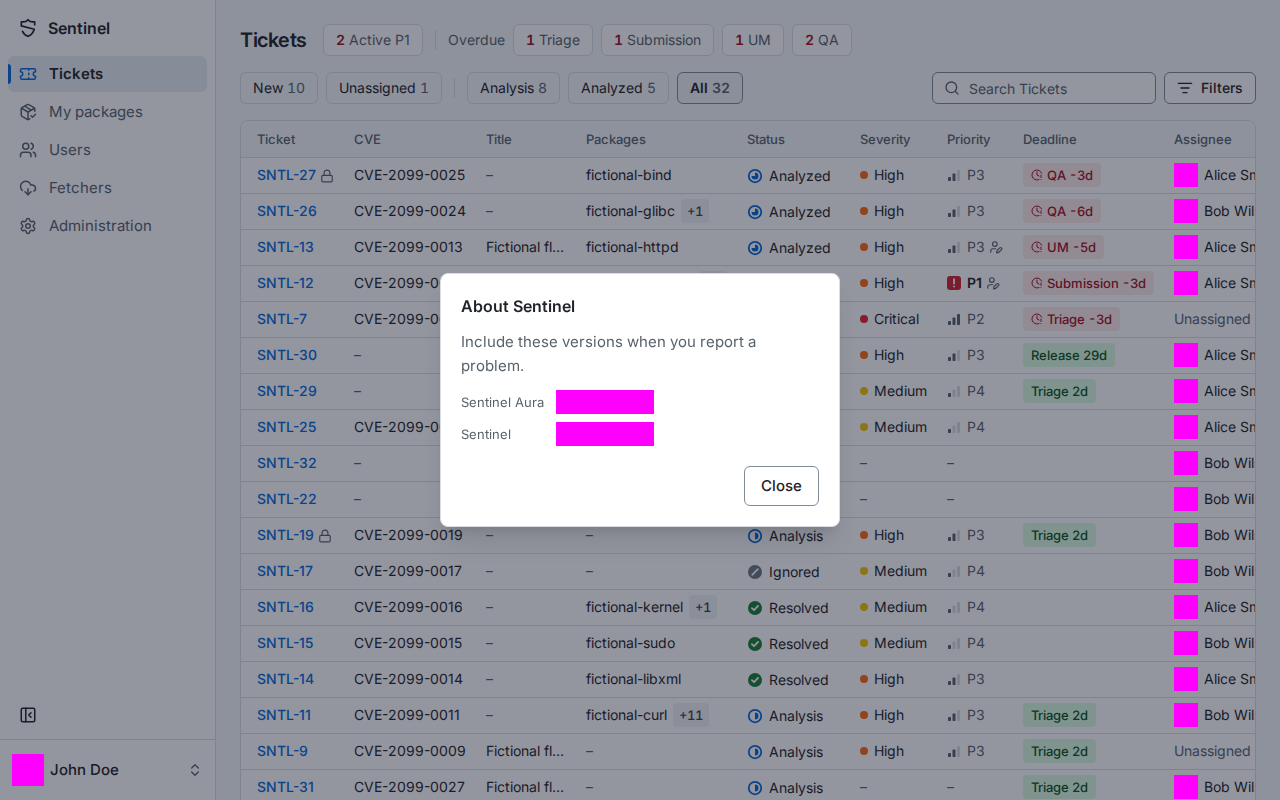 Sentinel
Tickets
My packages
Users
Fetchers
Administration
John Doe
Tickets
2 Active P1
Overdue
1 Triage
1 Submission
1 UM
2 QA
New 10
Unassigned 1
Analysis 8
Analyzed 5
All 32
Search Tickets
Filters
Ticket CVE Title Packages Status Severity Priority Deadline Assignee
SNTL-27 CVE-2099-0025 – fictional-bind Analyzed High P3 QA -3d Alice Sn
SNTL-26 CVE-2099-0024 – fictional-glibc +1 Analyzed High P3 QA -6d Bob Wil
SNTL-13 CVE-2099-0013 Fictional fl... fictional-httpd Analyzed High P3 UM -5d Alice Sn
SNTL-12 CVE-2099-0 High P1 Submission -3d Alice Sn
SNTL-7 CVE-2099-0 Critical P2 Triage -3d Unassigned
SNTL-30 – High P3 Release 29d Alice Sn
SNTL-29 – Medium P4 Triage 2d Alice Sn
SNTL-25 CVE-2099-0 Medium P4 Alice Sn
SNTL-32 – – – Bob Wil
SNTL-22 – – Bob Wil
SNTL-19 CVE-2099-0019 – – Analysis High P3 Triage 2d Bob Wil
SNTL-17 CVE-2099-0017 – – Ignored Medium P4 Bob Wil
SNTL-16 CVE-2099-0016 – fictional-kernel +1 Resolved Medium P4 Alice Sn
SNTL-15 CVE-2099-0015 – fictional-sudo Resolved Medium P4 Bob Wil
SNTL-14 CVE-2099-0014 – fictional-libxml Resolved High P3 Alice Sn
SNTL-11 CVE-2099-0011 – fictional-curl +11 Analysis High P3 Triage 2d Bob Wil
SNTL-9 CVE-2099-0009 Fictional fl... – Analysis High P3 Triage 2d Unassigned
SNTL-31 CVE-2099-0027 Fictional fl... – Analysis – – Triage 2d Bob Wil
About Sentinel
Include these versions when you report a
problem.
Sentinel Aura
Sentinel
Close